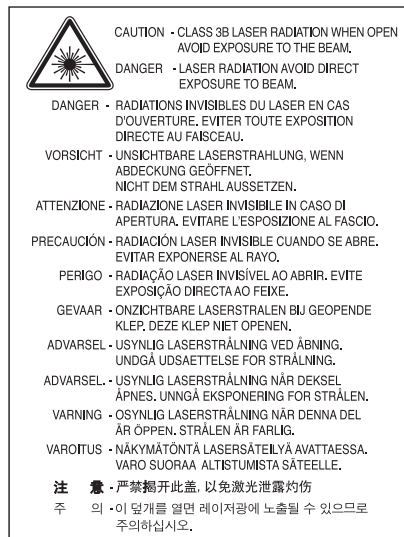 CAUTION - CLASS 3B LASER RADIATION WHEN OPEN
AVOID EXPOSURE TO THE BEAM.
DANGER - LASER RADIATION AVOID DIRECT
EXPOSURE TO BEAM.
DANGER - RADIATIONS INVISIBLES DU LASER EN CAS
D'OUVERTURE. EVITER TOUTE EXPOSITION
DIRECTE AU FAISCEAU.
VORSICHT - UNSICHTBARE LASERSTRAHLUNG, WENN
ABDECKUNG GEÖFFNET.
NICHT DEM STRAHL AUSSETZEN.
ATTENZIONE - RADIAZIONE LASER INVISIBILE IN CASO DI
APERTURA. EVITARE L'ESPOSIZIONE AL FASCIO.
PRECAUCIÓN - RADIACIÓN LASER INVISIBLE CUANDO SE ABRE.
EVITAR EXPONERSE AL RAYO.
PERIGO - RADIAÇÃO LASER INVISÍVEL AO ABRIR. EVITE
EXPOSIÇÃO DIRECTA AO FEIXE.
GEVAAR - ONZICHTBARE LASERSTRALEN BIJ GEOPENDE
KLEP. DEZE KLEP NIET OPENEN.
ADVARSEL - USYNLIG LASERSTRÅLNING VED ÅBNING.
UNDGÅ UDSAETTELSE FOR STRÅLNING.
ADVARSEL. - USYNLIG LASERSTRÅLNING NÅR DEKSEL
ÅPNES. UNNGÅ EKSPONERING FOR STRÅLEN.
VARNING - OSYNLIG LASERSTRÅLNING NÄR DENNA DEL
ÄR ÖPPEN. STRÅLEN ÄR FARLIG.
VAROITUS - NÄKYMÄTÖNTÄ LASERSÄTEILYÄ AVATTAESSA.
VARO SUORAA ALTISTUMISTA SÄTEELLE.
注 意 - 严禁揭开此盖, 以免激光泄露灼伤
주 의 - 이 덮개를 열면 레이저광에 노출될 수 있으므로
주의하십시오.